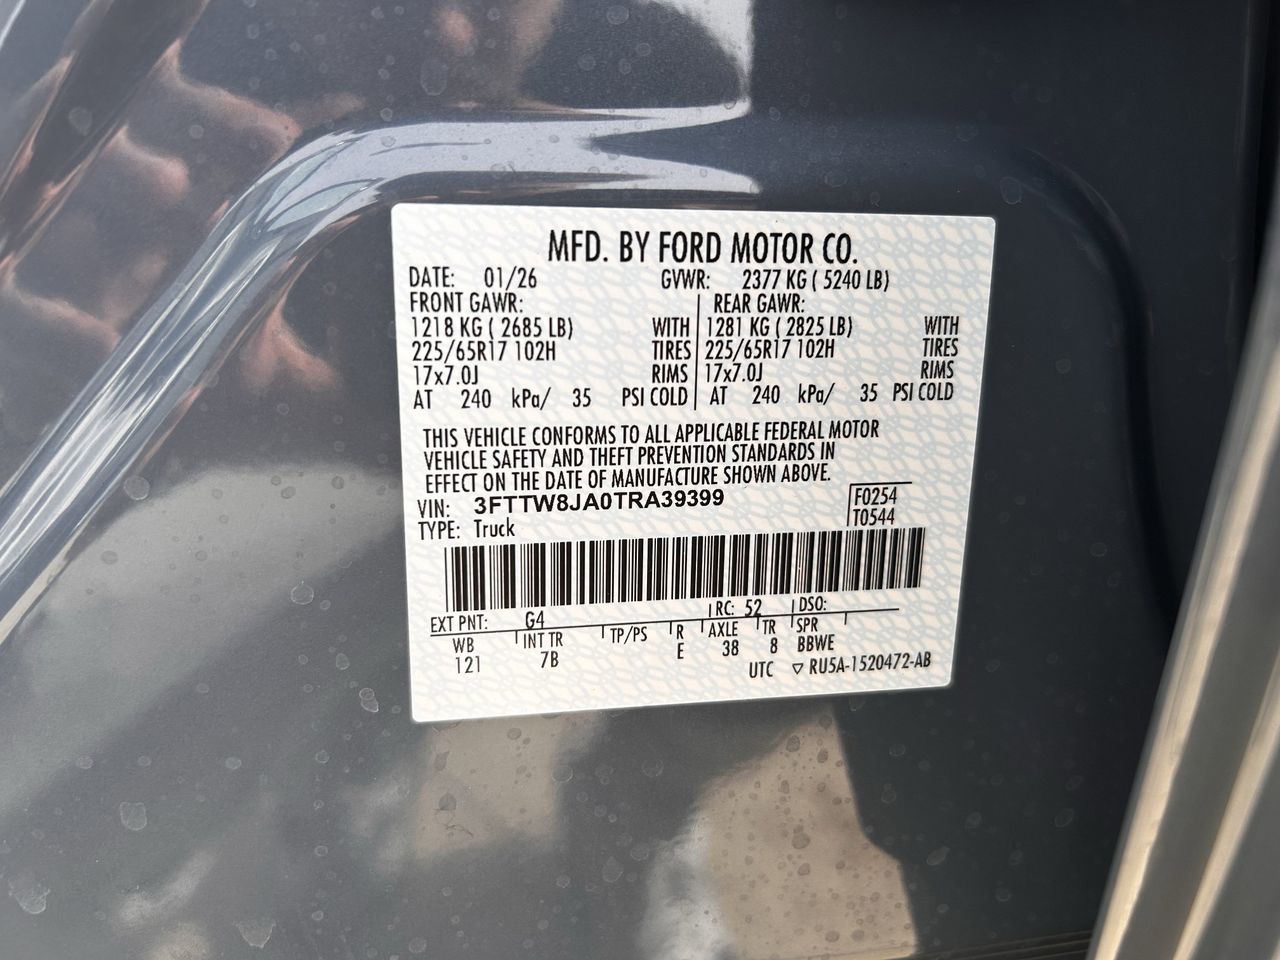 MFD. BY FORD MOTOR CO.
DATE: 01/26 GVWR: 2377 KG ( 5240 LB)
FRONT GAWR: REAR GAWR:
1218 KG ( 2685 LB) WITH 1281 KG ( 2825 LB) WITH
225/65R17 102H TIRES 225/65R17 102H TIRES
17x7.0J RIMS 17x7.0J RIMS
AT 240 kPa/ 35 PSI COLD AT 240 kPa/ 35 PSI COLD
THIS VEHICLE CONFORMS TO ALL APPLICABLE FEDERAL MOTOR
VEHICLE SAFETY AND THEFT PREVENTION STANDARDS IN
EFFECT ON THE DATE OF MANUFACTURE SHOWN ABOVE.
VIN: 3FTTW8JA0TRA39399 F0254
TYPE: Truck T0544
EXT PNT: G4 RC: 52 DSO:
WB INT TR TP/PS R AXLE TR SPR
121 7B E 38 8 BBWE
UTC ▽ RU5A-1520472-AB